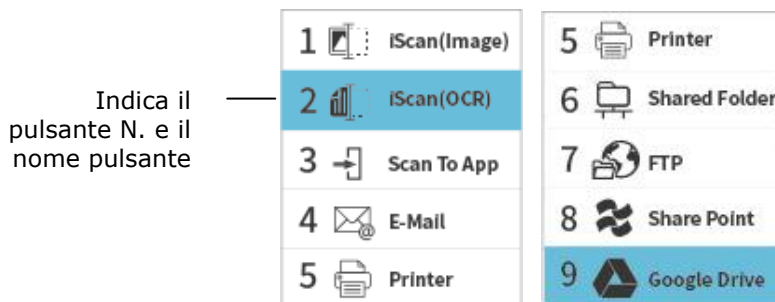 Indica il
pulsante N. e il
nome pulsante
1 iScan(Image)
2 iScan(OCR)
3 Scan To App
4 E-Mail
5 Printer
5 Printer
6 Shared Folder
7 FTP
8 Share Point
9 Google Drive